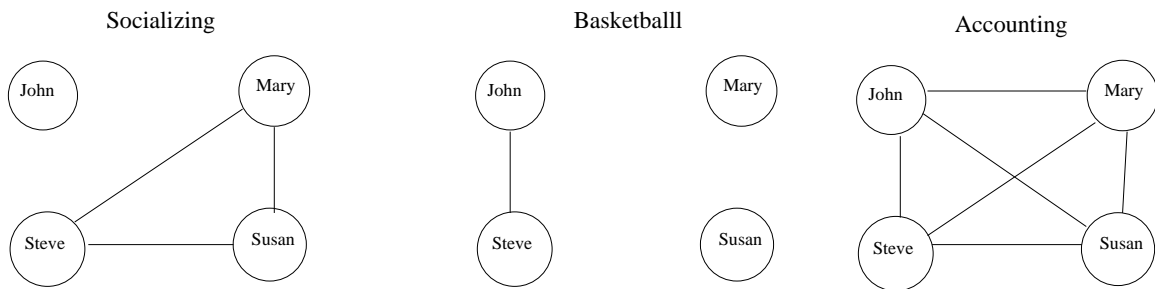 Socializing
Basketballl
Accounting
John
Mary
Steve
Susan
John
Mary
Steve
Susan
John
Mary
Steve
Susan